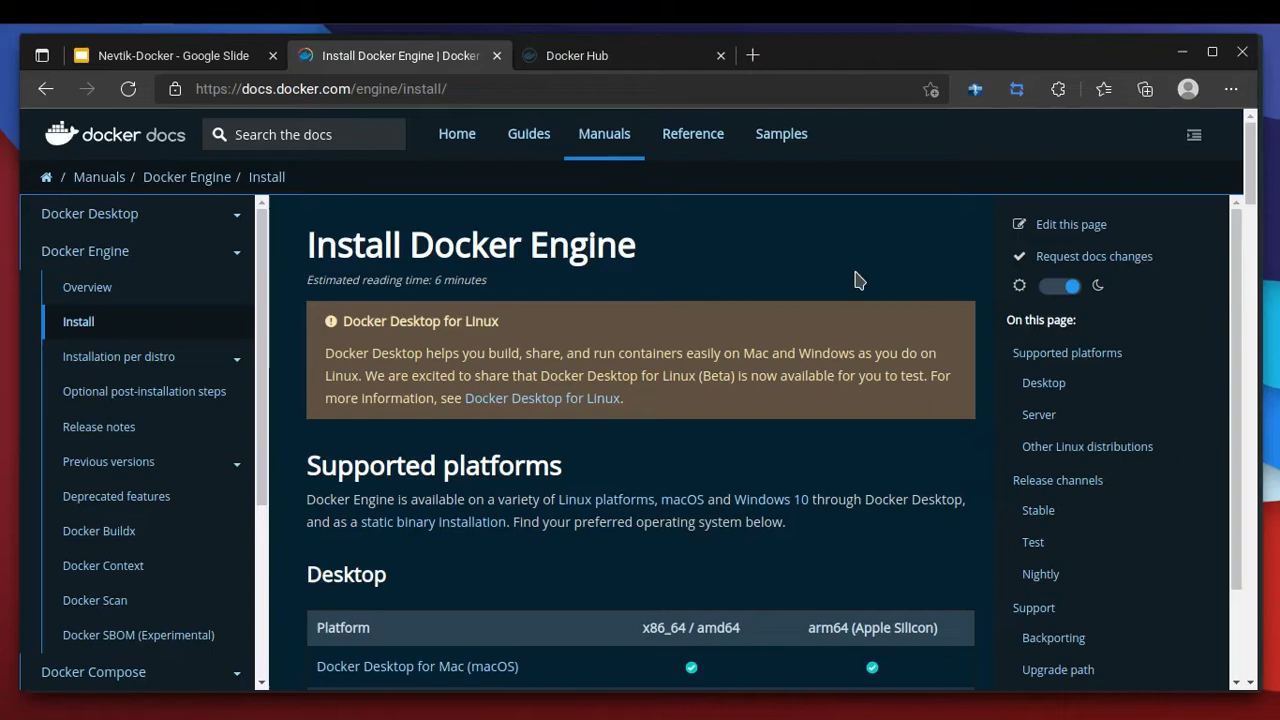 Nevtik-Docker - Google Slide
Install Docker Engine | Docker
Docker Hub
https://docs.docker.com/engine/install/
docker docs
Search the docs
Home
Guides
Manuals
Reference
Samples
Manuals / Docker Engine / Install
Docker Desktop
Docker Engine
Overview
Install
Installation per distro
Optional post-installation steps
Release notes
Previous versions
Deprecated features
Docker Buildx
Docker Context
Docker Scan
Docker SBOM (Experimental)
Docker Compose
Install Docker Engine
Estimated reading time: 6 minutes
Docker Desktop for Linux
Docker Desktop helps you build, share, and run containers easily on Mac and Windows as you do on
Linux. We are excited to share that Docker Desktop for Linux (Beta) is now available for you to test. For
more information, see Docker Desktop for Linux.
Supported platforms
Docker Engine is available on a variety of Linux platforms, macOS and Windows 10 through Docker Desktop,
and as a static binary installation. Find your preferred operating system below.
Desktop
Platform
x86_64 / amd64
arm64 (Apple Silicon)
Docker Desktop for Mac (macOS)
Edit this page
Request docs changes
On this page:
Supported platforms
Desktop
Server
Other Linux distributions
Release channels
Stable
Test
Nightly
Support
Backporting
Upgrade path